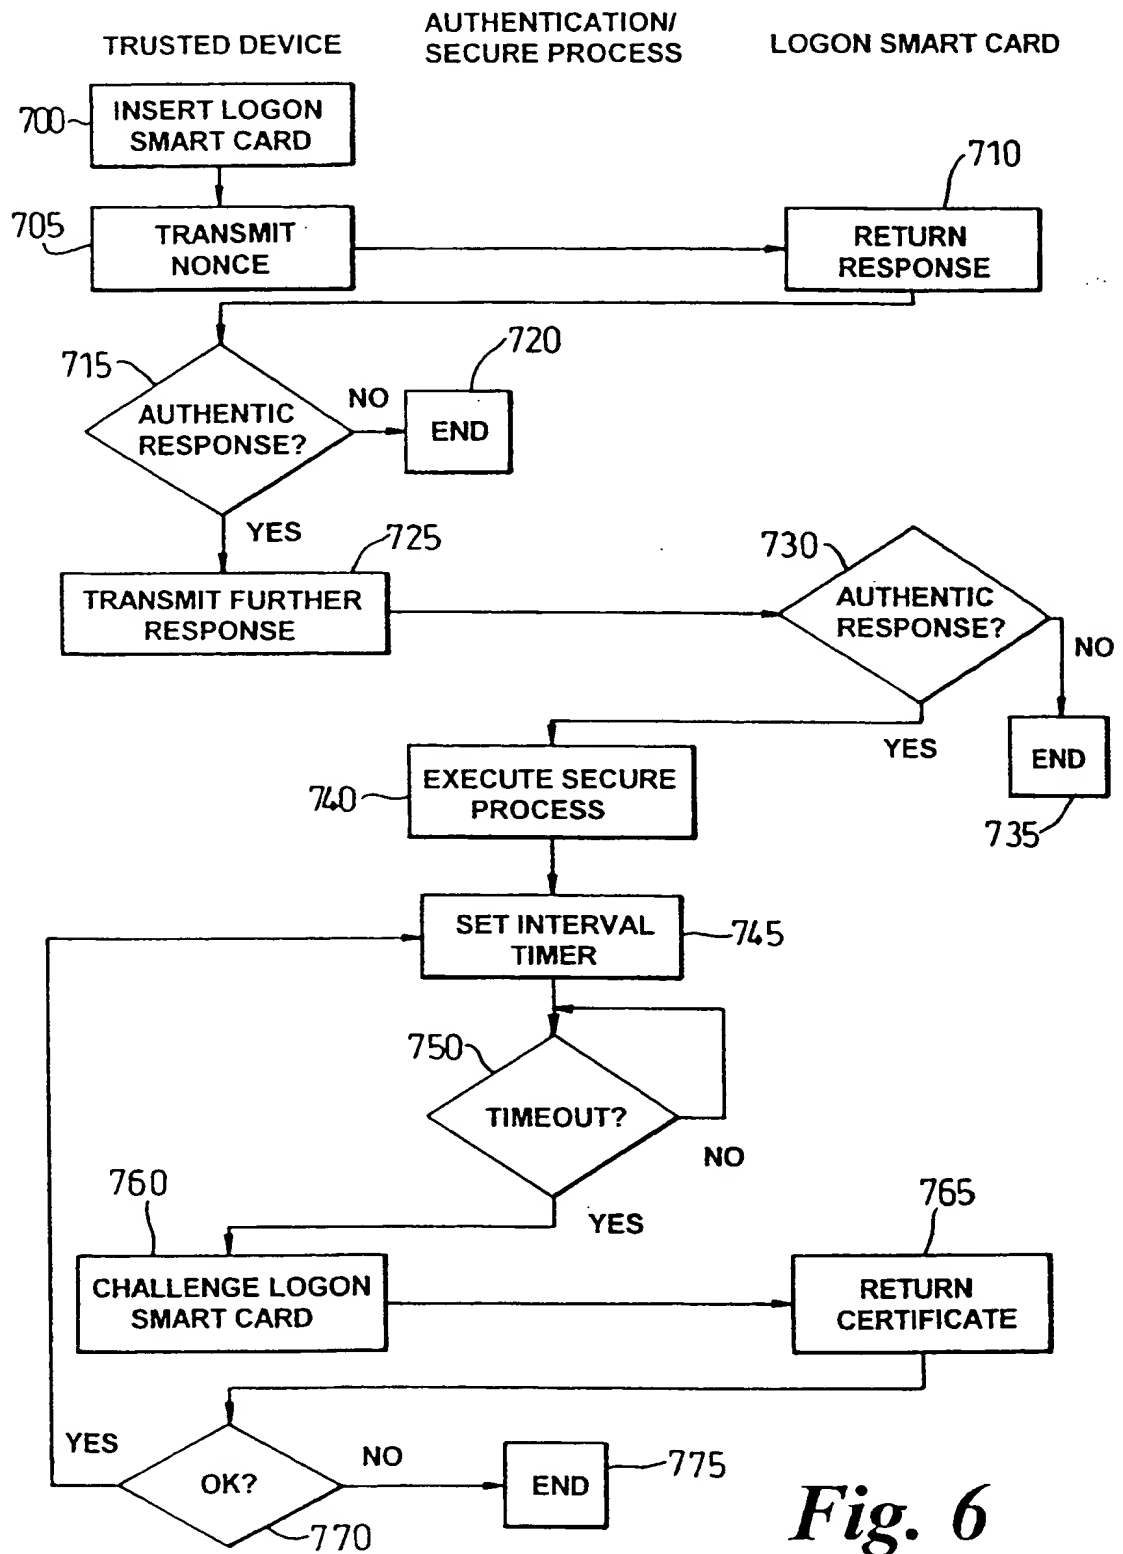 TRUSTED DEVICE
AUTHENTICATION/
SECURE PROCESS
LOGON SMART CARD
700
INSERT LOGON
SMART CARD
705
TRANSMIT
NONCE
710
RETURN
RESPONSE
715
AUTHENTIC
RESPONSE?
NO
720
END
YES
725
TRANSMIT FURTHER
RESPONSE
730
AUTHENTIC
RESPONSE?
NO
YES
END
735
740
EXECUTE SECURE
PROCESS
SET INTERVAL
TIMER
745
750
TIMEOUT?
NO
YES
760
CHALLENGE LOGON
SMART CARD
765
RETURN
CERTIFICATE
YES
OK?
NO
770
END
775
Fig. 6